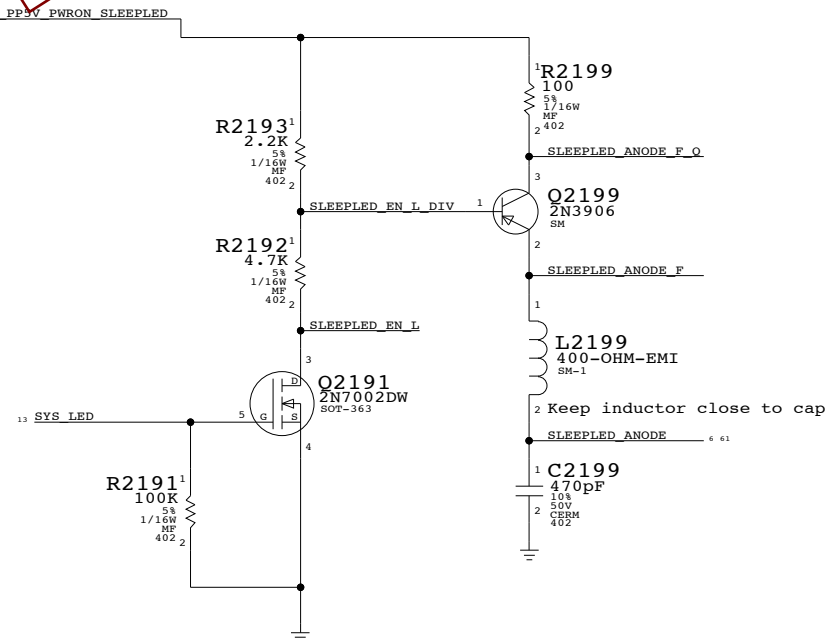 PP5V_PWRON_SLEEPLED
1
R2199
100
5%
1/16W
MF
402
2
SLEEPLED_ANODE_F_Q
R2193
1
2.2K
5%
1/16W
MF
402
2
3
Q2199
2N3906
SM
SLEEPLED_EN_L_DIV
1
2
R2192
1
4.7K
5%
1/16W
MF
402
2
SLEEPLED_ANODE_F
1
SLEEPLED_EN_L
L2199
400-OHM-EMI
SM-1
3
D
Q2191
2N7002DW
SOT-363
2
Keep inductor close to cap
13
SYS_LED
5
G
S
4
SLEEPLED_ANODE
6 61
R2191
1
100K
5%
1/16W
MF
402
2
1
C2199
470pF
10%
50V
CERM
402
2